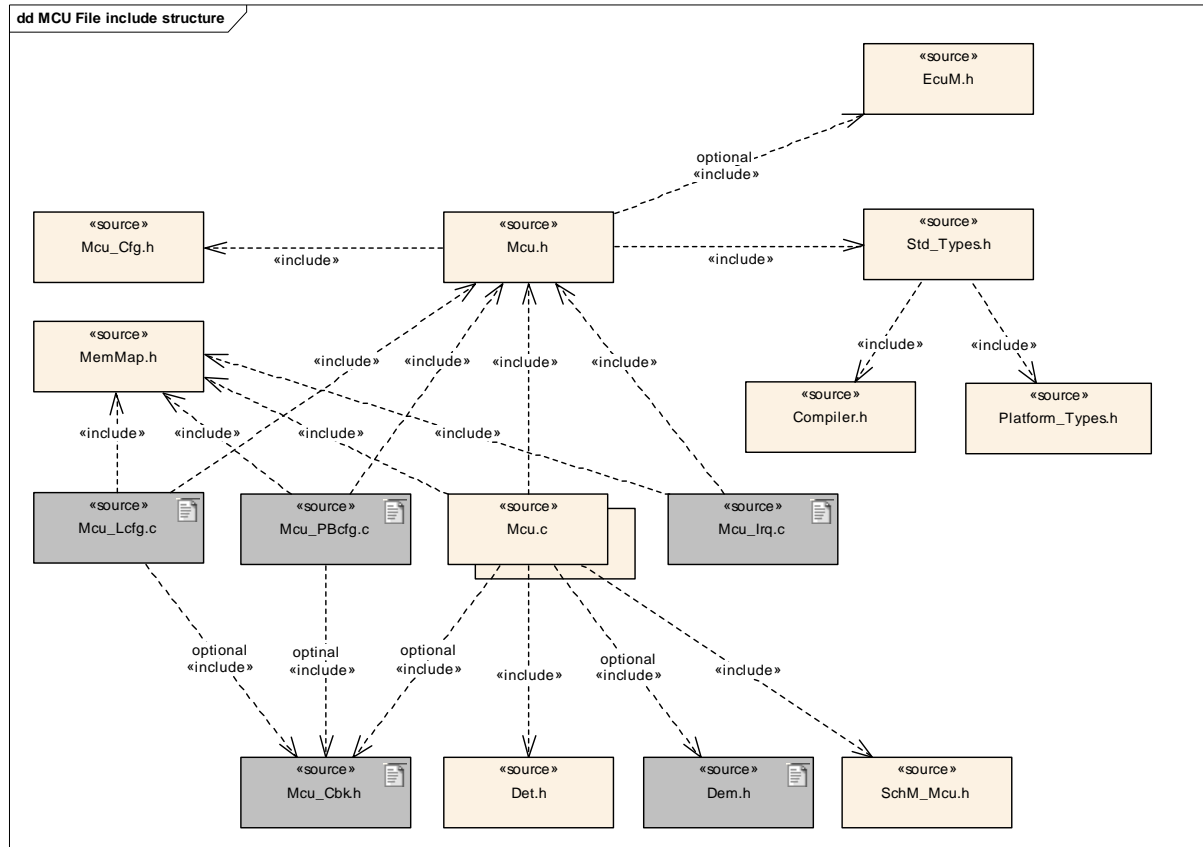 dd MCU File include structure
«source»
EcuM.h
optional
«include»
«source»
Mcu_Cfg.h
«source»
Mcu.h
«source»
Std_Types.h
«include»
«include»
«source»
MemMap.h
«include»
«include»
«include»
«include»
«include»
«include»
«source»
Compiler.h
«source»
Platform_Types.h
«include»
«include»
«include»
«include»
«source»
Mcu_Lcfg.c
«source»
Mcu_PBcfg.c
«source»
Mcu.c
«source»
Mcu_Irq.c
optional
«include»
optinal
«include»
optional
«include»
«include»
optional
«include»
«include»
«source»
Mcu_Cbk.h
«source»
Det.h
«source»
Dem.h
«source»
SchM_Mcu.h